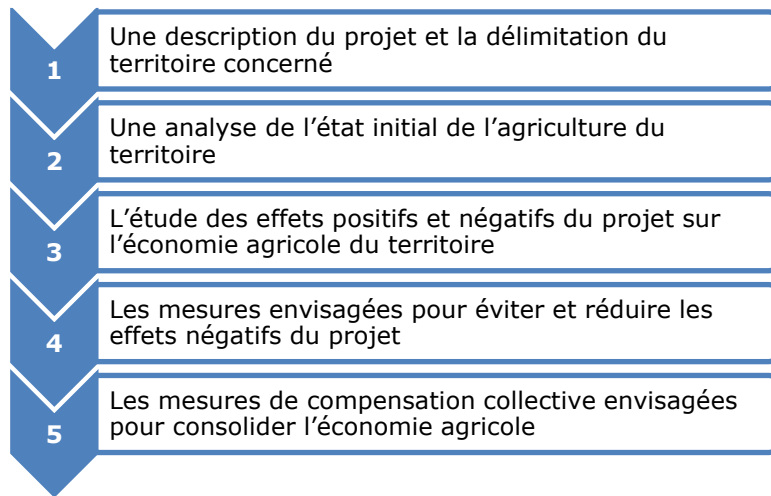 1
Une description du projet et la délimitation du
territoire concerné
2
Une analyse de l’état initial de l’agriculture du
territoire
3
L’étude des effets positifs et négatifs du projet sur
l’économie agricole du territoire
4
Les mesures envisagées pour éviter et réduire les
effets négatifs du projet
5
Les mesures de compensation collective envisagées
pour consolider l’économie agricole